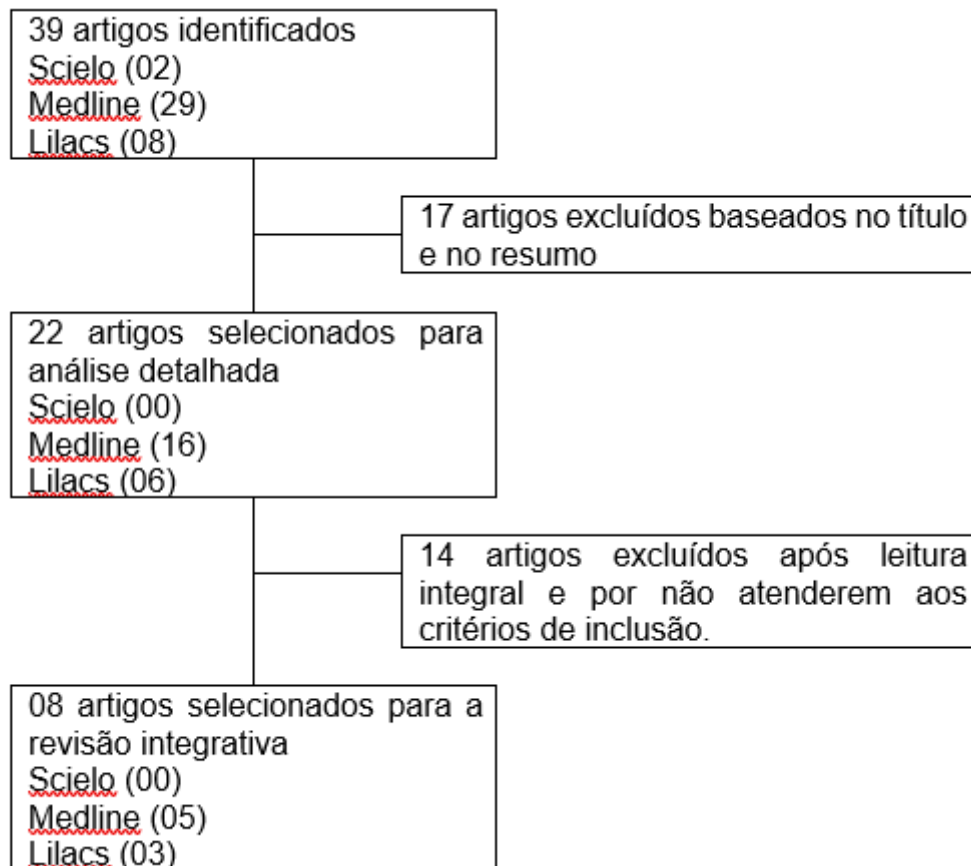 39 artigos identificados
Scielo (02)
Medline (29)
Lilacs (08)
17 artigos excluídos baseados no título
e no resumo
22 artigos selecionados para
análise detalhada
Scielo (00)
Medline (16)
Lilacs (06)
14 artigos excluídos após leitura
integral e por não atenderem aos
critérios de inclusão.
08 artigos selecionados para a
revisão integrativa
Scielo (00)
Medline (05)
Lilacs (03)